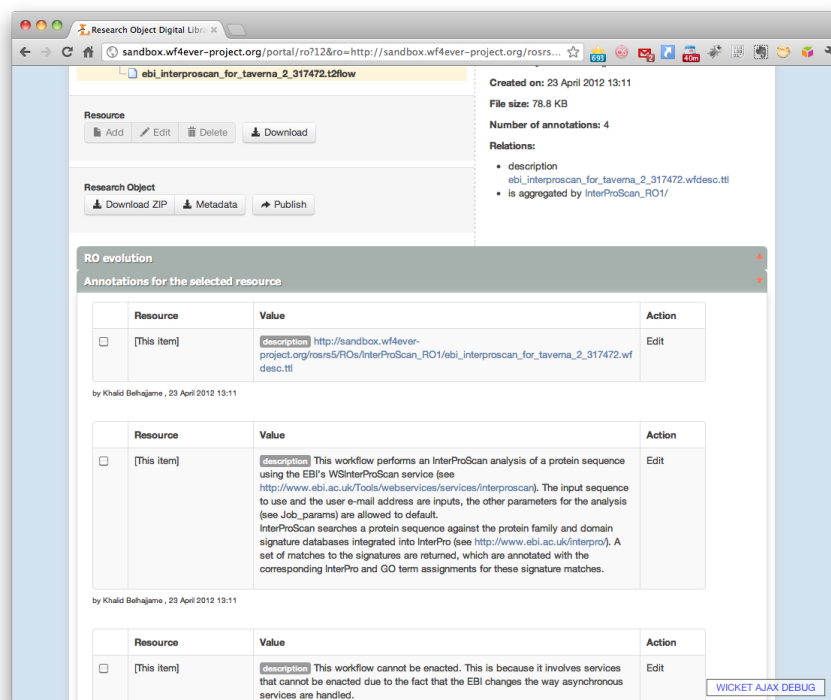 Research Object Digital Libra
sandbox.wf4ever-project.org/portal/ro?12&ro=http://sandbox.wf4ever-project.org/rosrs...
693
2
40m
ebi_interproscan_for_taverna_2_317472.t2flow
Resource
Add Edit Delete Download
Research Object
Download ZIP Metadata Publish
Created on: 23 April 2012 13:11
File size: 78.8 KB
Number of annotations: 4
Relations:
• description
ebi_interproscan_for_taverna_2_317472.wfdesc.ttl
• is aggregated by InterProScan_RO1/
RO evolution
Annotations for the selected resource
Resource Value Action
[This item] description http://sandbox.wf4ever- Edit
project.org/rosrs5/ROs/InterProScan_RO1/ebi_interproscan_for_taverna_2_317472.wf
desc.ttl
by Khalid Belhajjame , 23 April 2012 13:11
Resource Value Action
[This item] description This workflow performs an InterProScan analysis of a protein sequence Edit
using the EBI's WSInterProScan service (see
http://www.ebi.ac.uk/Tools/webservices/services/interproscan). The input sequence
to use and the user e-mail address are inputs, the other parameters for the analysis
(see Job_params) are allowed to default.
InterProScan searches a protein sequence against the protein family and domain
signature databases integrated into InterPro (see http://www.ebi.ac.uk/interpro/). A
set of matches to the signatures are returned, which are annotated with the
corresponding InterPro and GO term assignments for these signature matches.
by Khalid Belhajjame , 23 April 2012 13:11
Resource Value Action
[This item] description This workflow cannot be enacted. This is because it involves services Edit
that cannot be enacted due to the fact that the EBI changes the way asynchronous
services are handled.
WICKET AJAX DEBUG